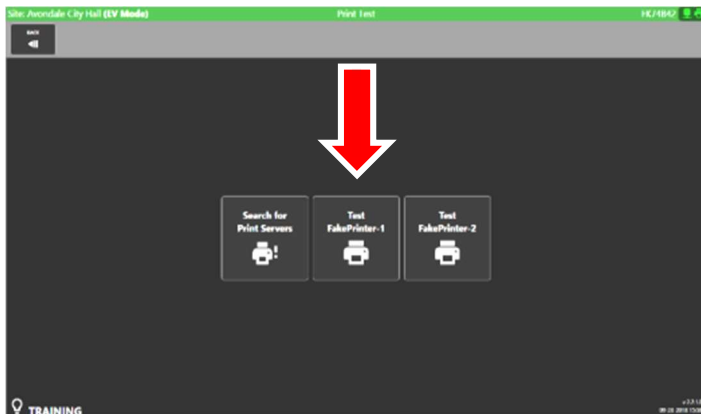 Site: Avondale City Hall (EV Mode)
Print Test
BACK
Search for
Print Servers
Test
FakePrinter-1
Test
FakePrinter-2
TRAINING